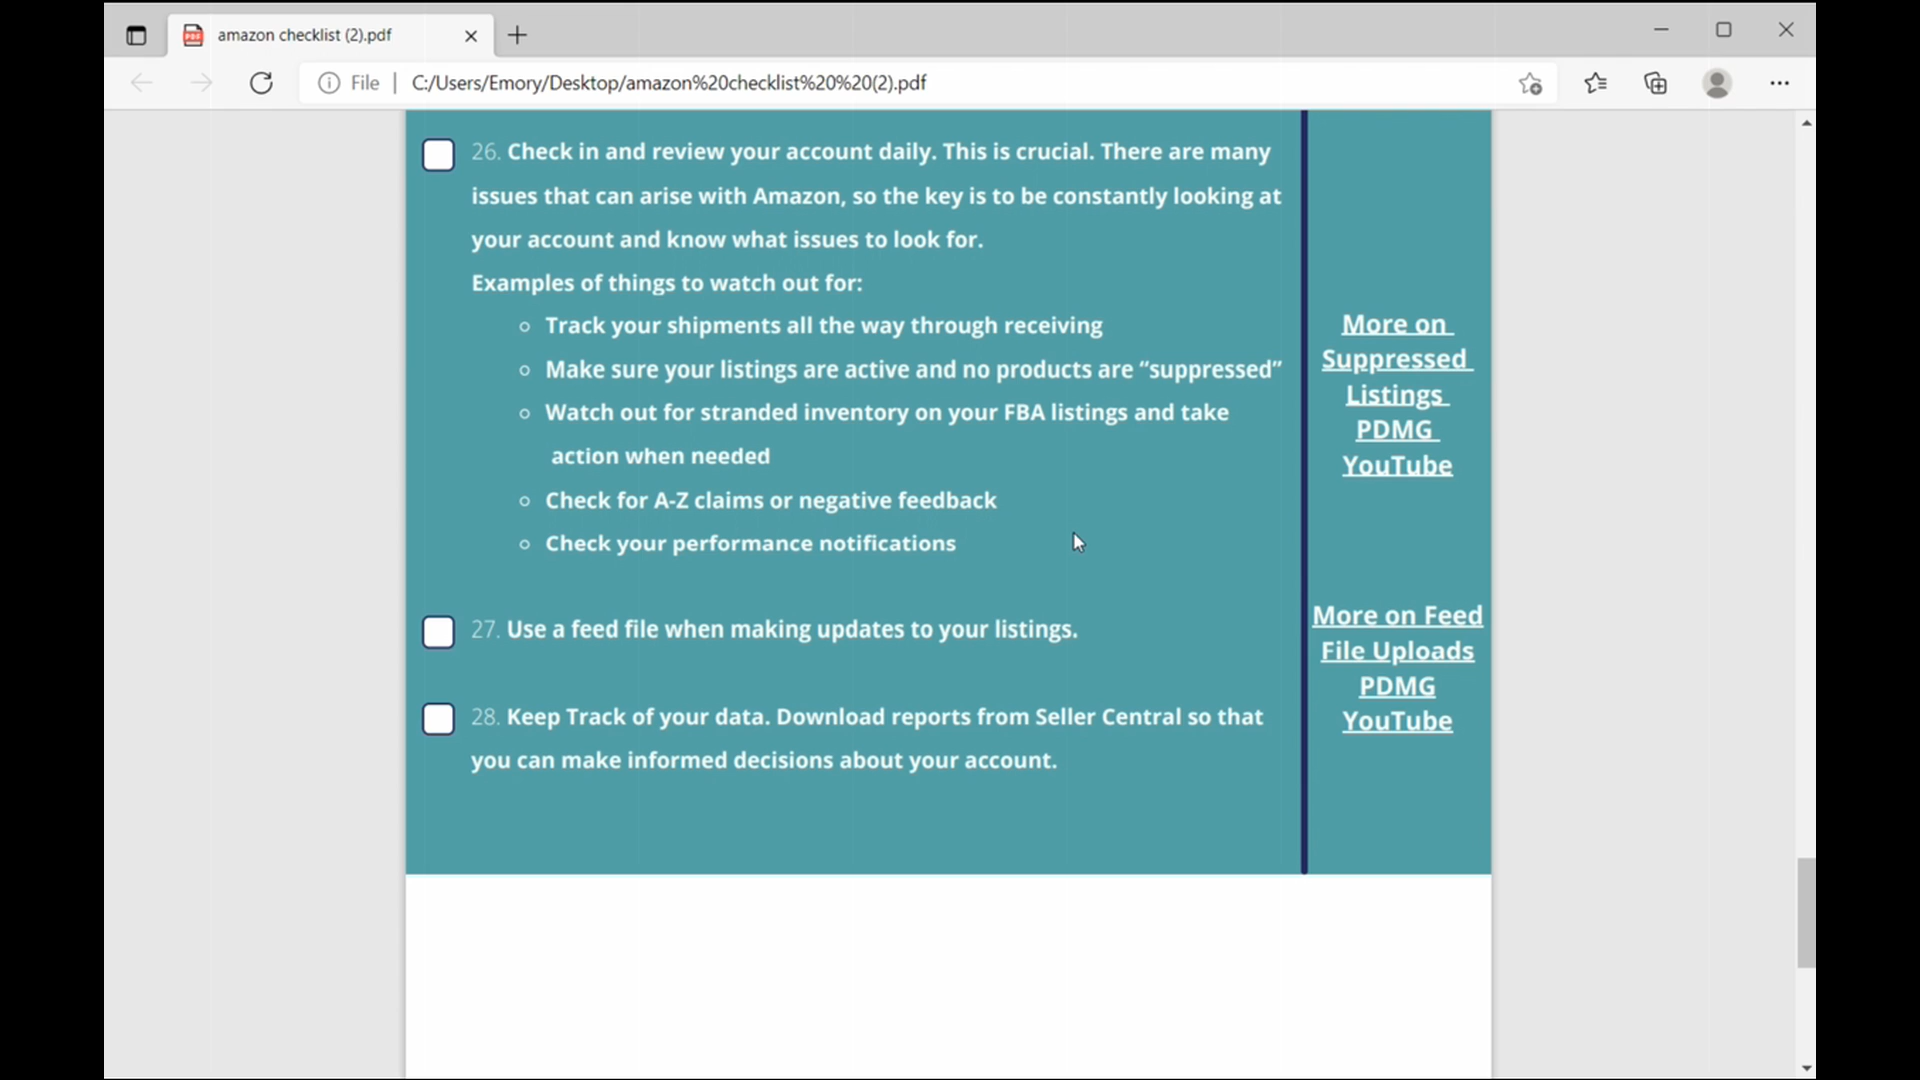 amazon checklist (2).pdf
File
C:/Users/Emory/Desktop/amazon%20checklist%20%20(2).pdf
26. Check in and review your account daily. This is crucial. There are many
issues that can arise with Amazon, so the key is to be constantly looking at
your account and know what issues to look for.
Examples of things to watch out for:
Track your shipments all the way through receiving
Make sure your listings are active and no products are “suppressed”
Watch out for stranded inventory on your FBA listings and take
action when needed
Check for A-Z claims or negative feedback
Check your performance notifications
27. Use a feed file when making updates to your listings.
28. Keep Track of your data. Download reports from Seller Central so that
you can make informed decisions about your account.
More on
Suppressed
Listings
PDMG
YouTube
More on Feed
File Uploads
PDMG
YouTube